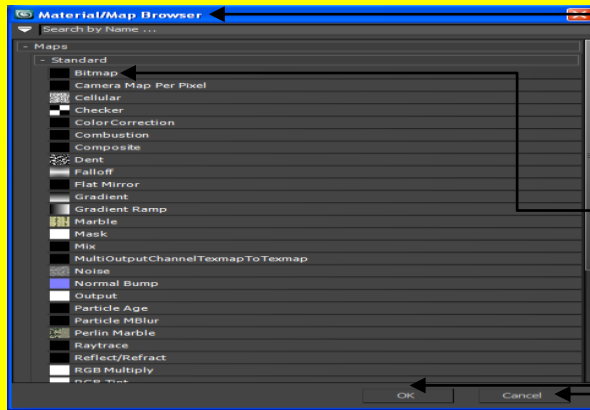 Material/Map Browser
Search by Name ...
- Maps
- Standard
Bitmap
Camera Map Per Pixel
Cellular
Checker
ColorCorrection
Combustion
Composite
Dent
Falloff
Flat Mirror
Gradient
Gradient Ramp
Marble
Mask
Mix
MultiOutputChannelTexmapToTexmap
Noise
Normal Bump
Output
Particle Age
Particle MBlur
Perlin Marble
Raytrace
Reflect/Refract
RGB Multiply
RGB Tint
OK Cancel